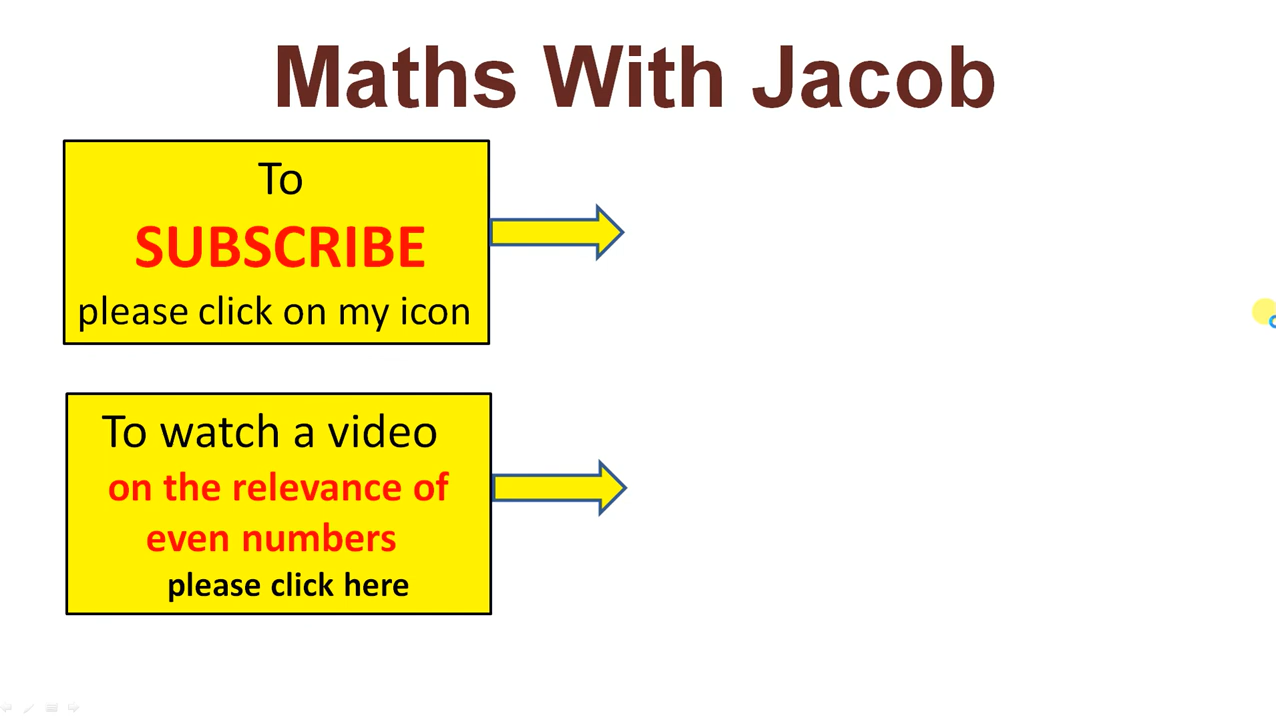 Maths With Jacob
To
SUBSCRIBE
please click on my icon
To watch a video
on the relevance of
even numbers
please click here